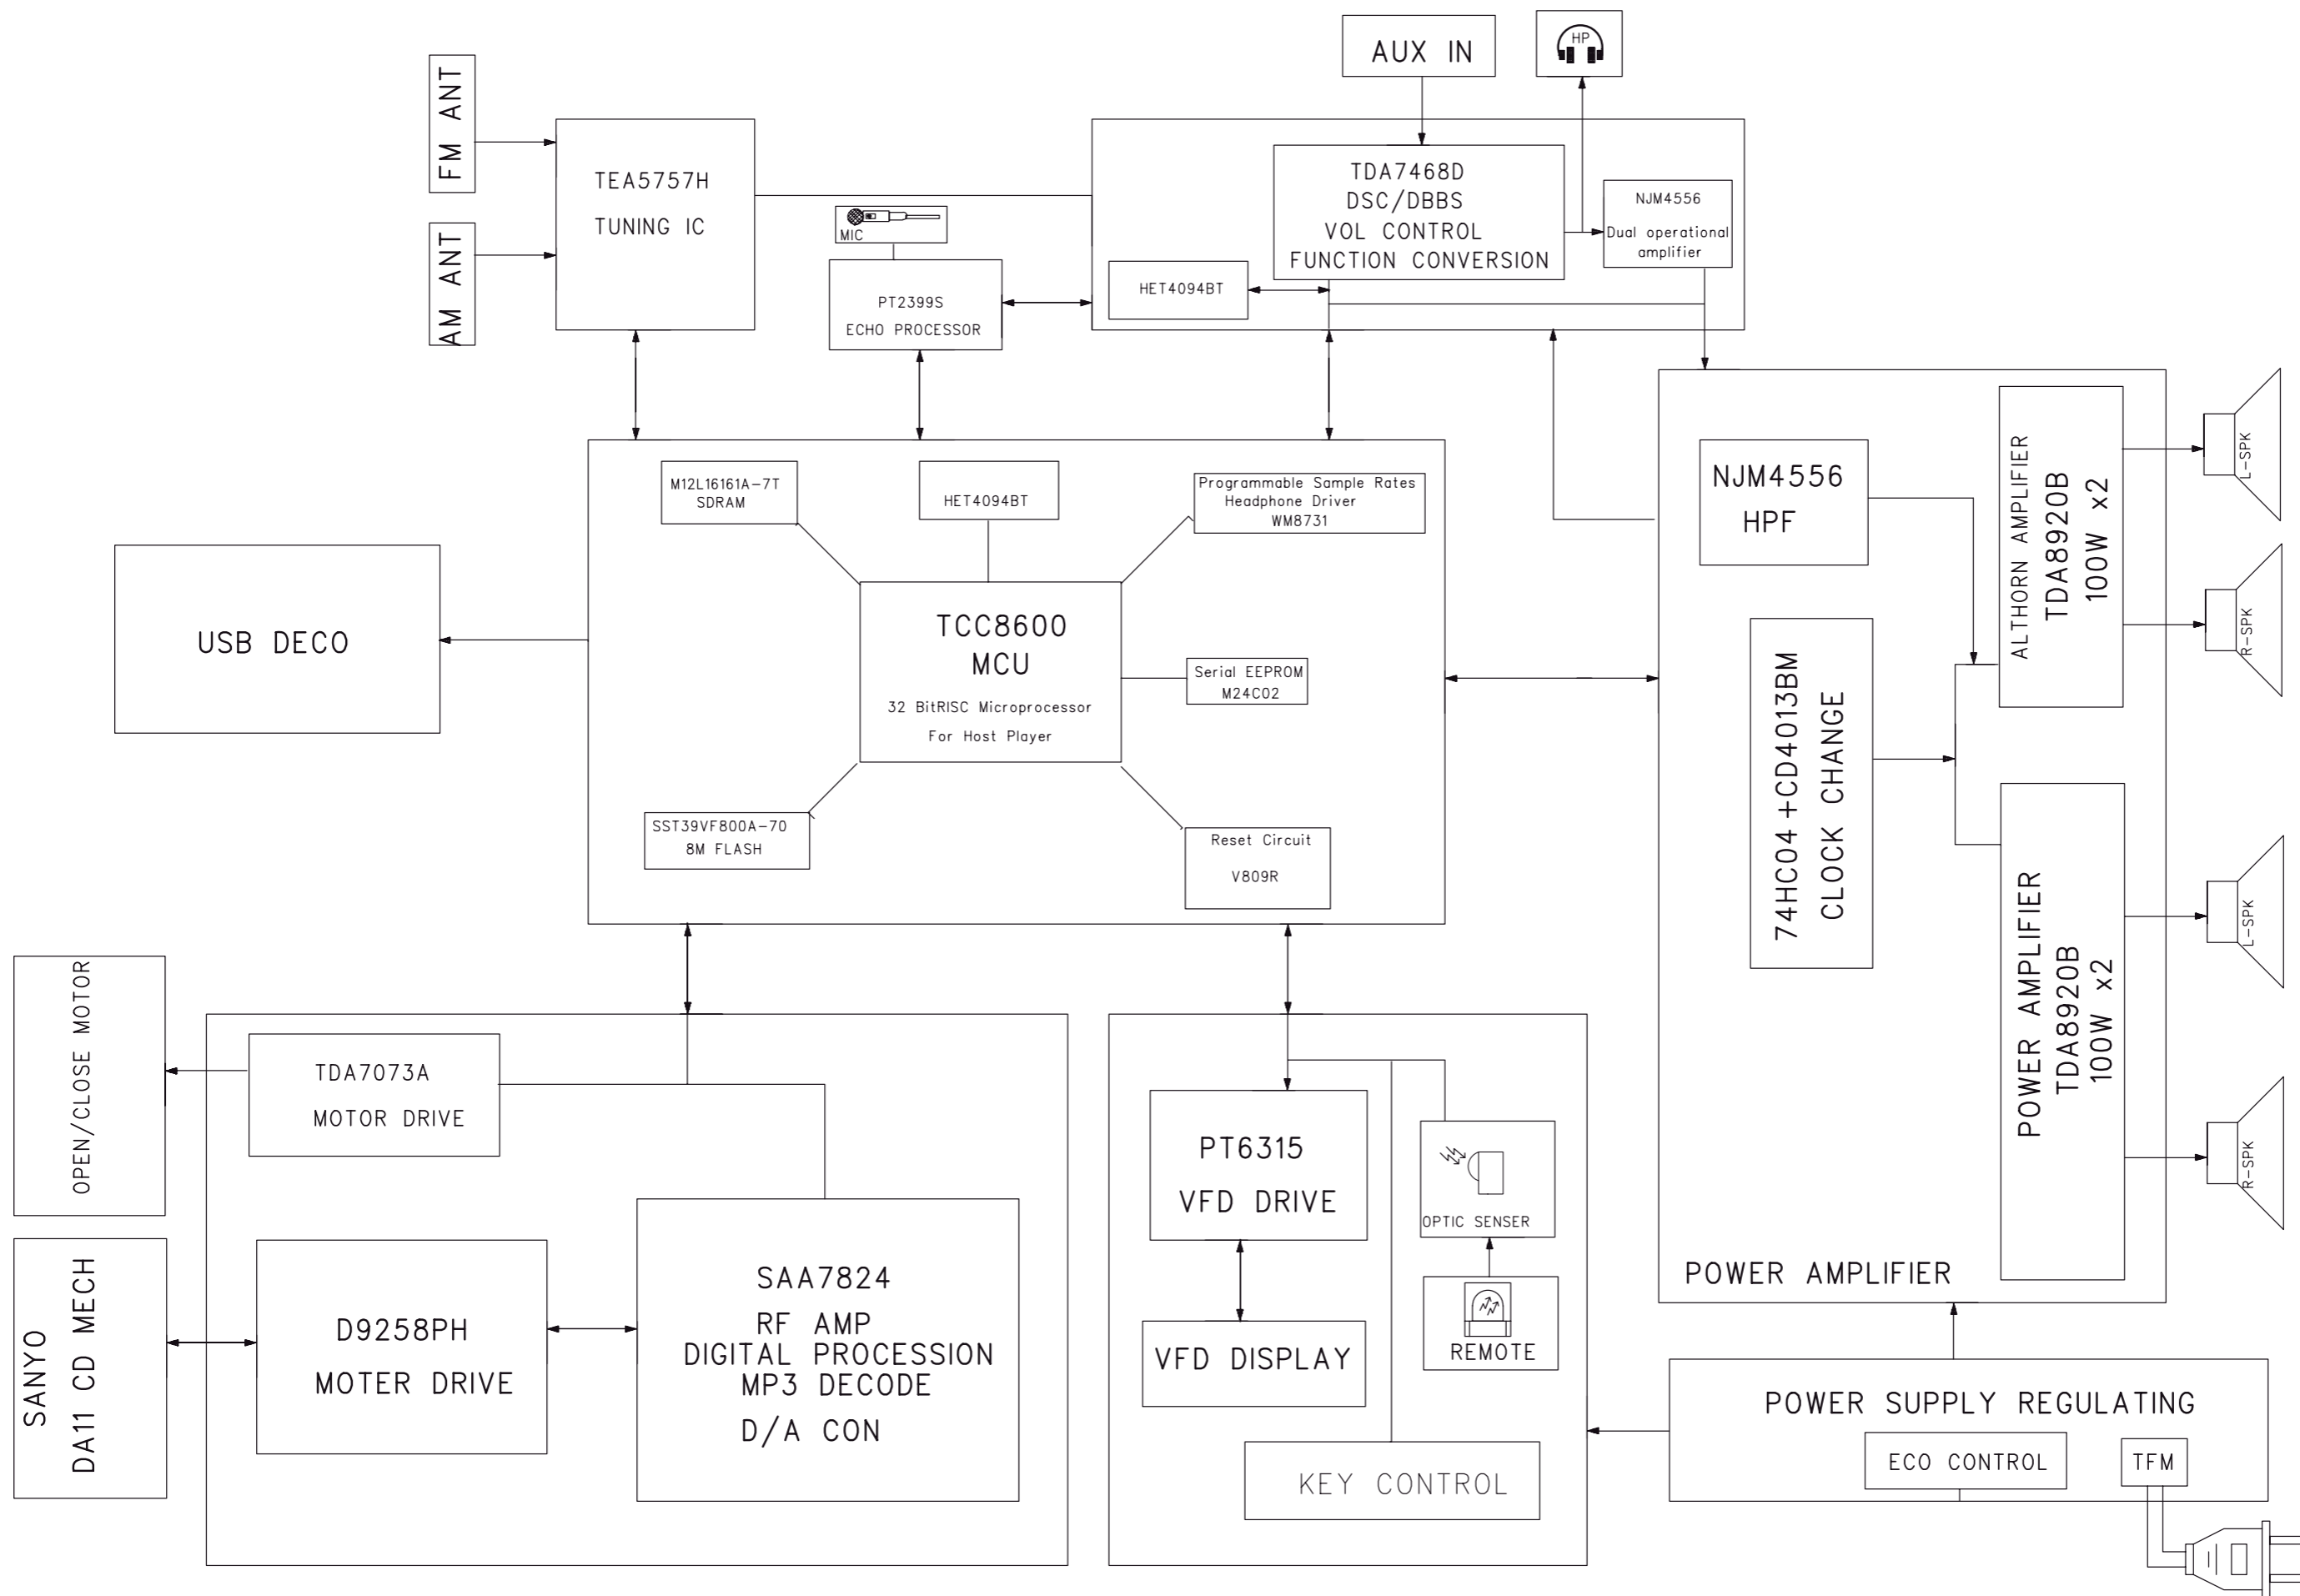 AUX IN
HP
FM ANT
AM ANT
TEA5757H
TUNING IC
MIC
PT2399S
ECHO PROCESSOR
TDA7468D
DSC/DBBS
VOL CONTROL
FUNCTION CONVERSION
HET4094BT
NJM4556
Dual operational
amplifier
M12L16161A-7T
SDRAM
HET4094BT
Programmable Sample Rates
Headphone Driver
WM8731
TCC8600
MCU
32 BitRISC Microprocessor
For Host Player
Serial EEPROM
M24C02
SST39VF800A-70
8M FLASH
Reset Circuit
V809R
USB DECO
NJM4556
HPF
74HC04+CD4013BM
CLOCK CHANGE
ALTHORN AMPLIFIER
TDA8920B
100W x2
POWER AMPLIFIER
TDA8920B
100W x2
L-SPK
R-SPK
L-SPK
R-SPK
POWER AMPLIFIER
OPEN/CLOSE MOTOR
TDA7073A
MOTOR DRIVE
SANYO
DA11 CD MECH
D9258PH
MOTER DRIVE
SAA7824
RF AMP
DIGITAL PROCESSION
MP3 DECODE
D/A CON
PT6315
VFD DRIVE
VFD DISPLAY
OPTIC SENSER
REMOTE
KEY CONTROL
POWER SUPPLY REGULATING
ECO CONTROL
TFM